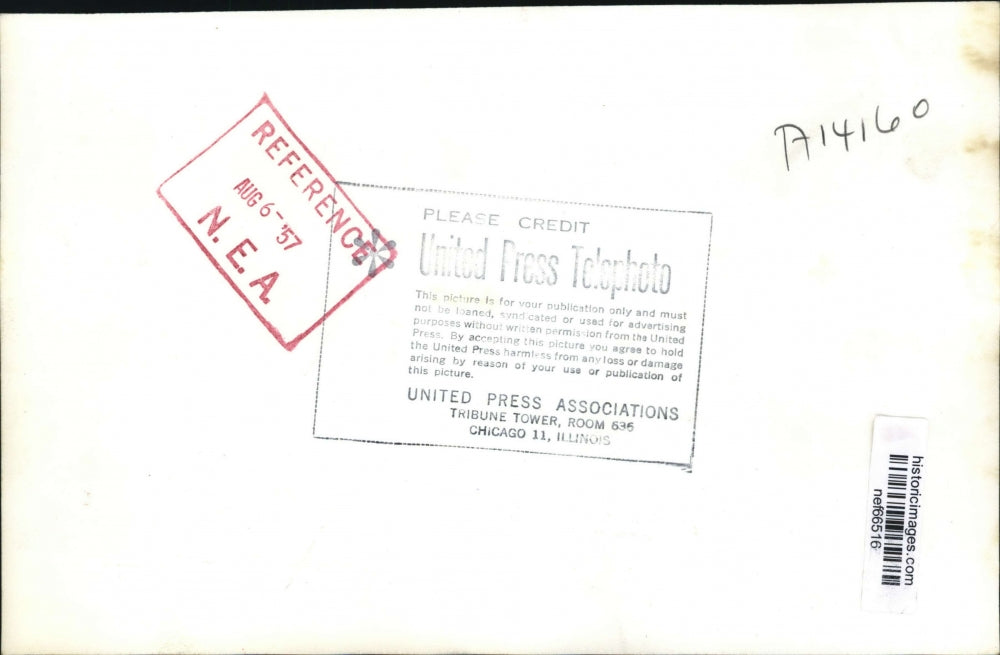 REFERENCE
AUG 6-'57
N. E. A.
A14160
PLEASE CREDIT
United Press Telephoto
This picture is for your publication only and must
not be loaned, syndicated or used for advertising
purposes without written permission from the United
Press. By accepting this picture you agree to hold
the United Press harmless from any loss or damage
arising by reason of your use or publication of
this picture.
UNITED PRESS ASSOCIATIONS
TRIBUNE TOWER, ROOM 635
CHICAGO 11, ILLINOIS
historicimages.com
nef66516